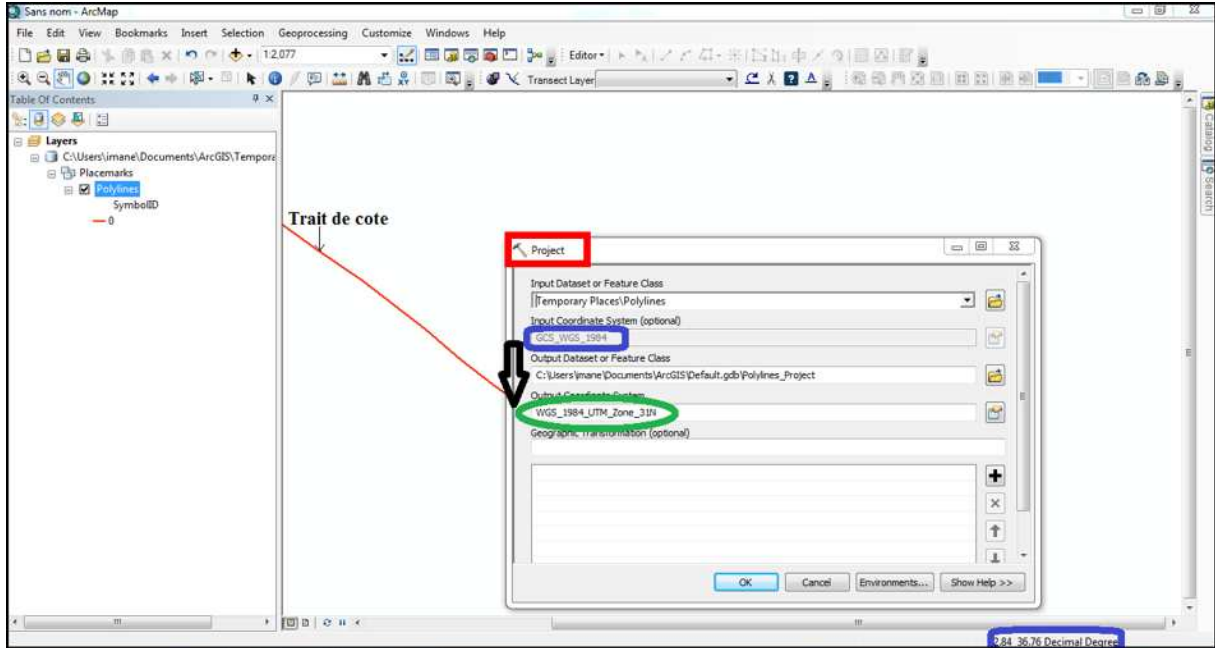 Sans nom - ArcMap
File Edit View Bookmarks Insert Selection Geoprocessing Customize Windows Help
1:2,077
Editor
Transect Layer
Table Of Contents
Layers
C:\Users\imane\Documents\ArcGIS\Tempora
Placemarks
Polylines
SymbolID
0
Trait de cote
Project
Input Dataset or Feature Class
Temporary Places\Polylines
Input Coordinate System (optional)
GCS_WGS_1984
Output Dataset or Feature Class
C:\Users\imane\Documents\ArcGIS\Default.gdb\Polylines_Project
Output Coordinate System
WGS_1984_UTM_Zone_31N
Geographic Transformation (optional)
OK Cancel Environments... Show Help >>
Catalog
Search
2,84 36,76 Decimal Degree